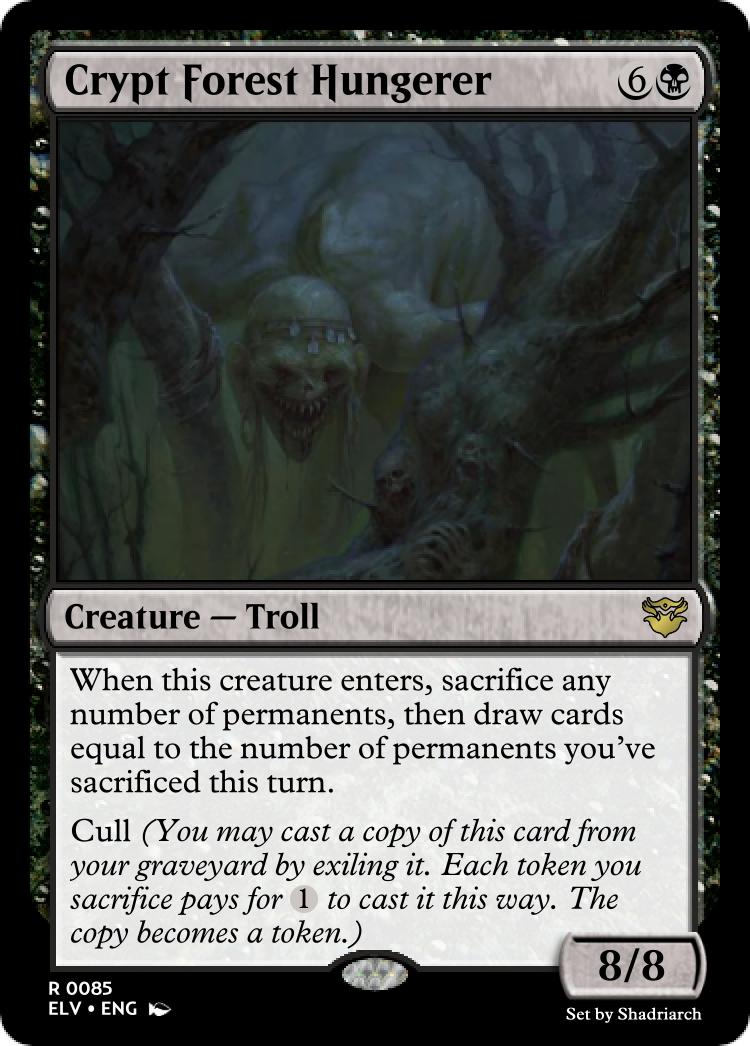 Crypt Forest Hungerer 6
Creature — Troll
When this creature enters, sacrifice any
number of permanents, then draw cards
equal to the number of permanents you've
sacrificed this turn.
Cull (You may cast a copy of this card from
your graveyard by exiling it. Each token you
sacrifice pays for 1 to cast it this way. The
copy becomes a token.)
8/8
R 0085
ELV • ENG
Set by Shadriarch